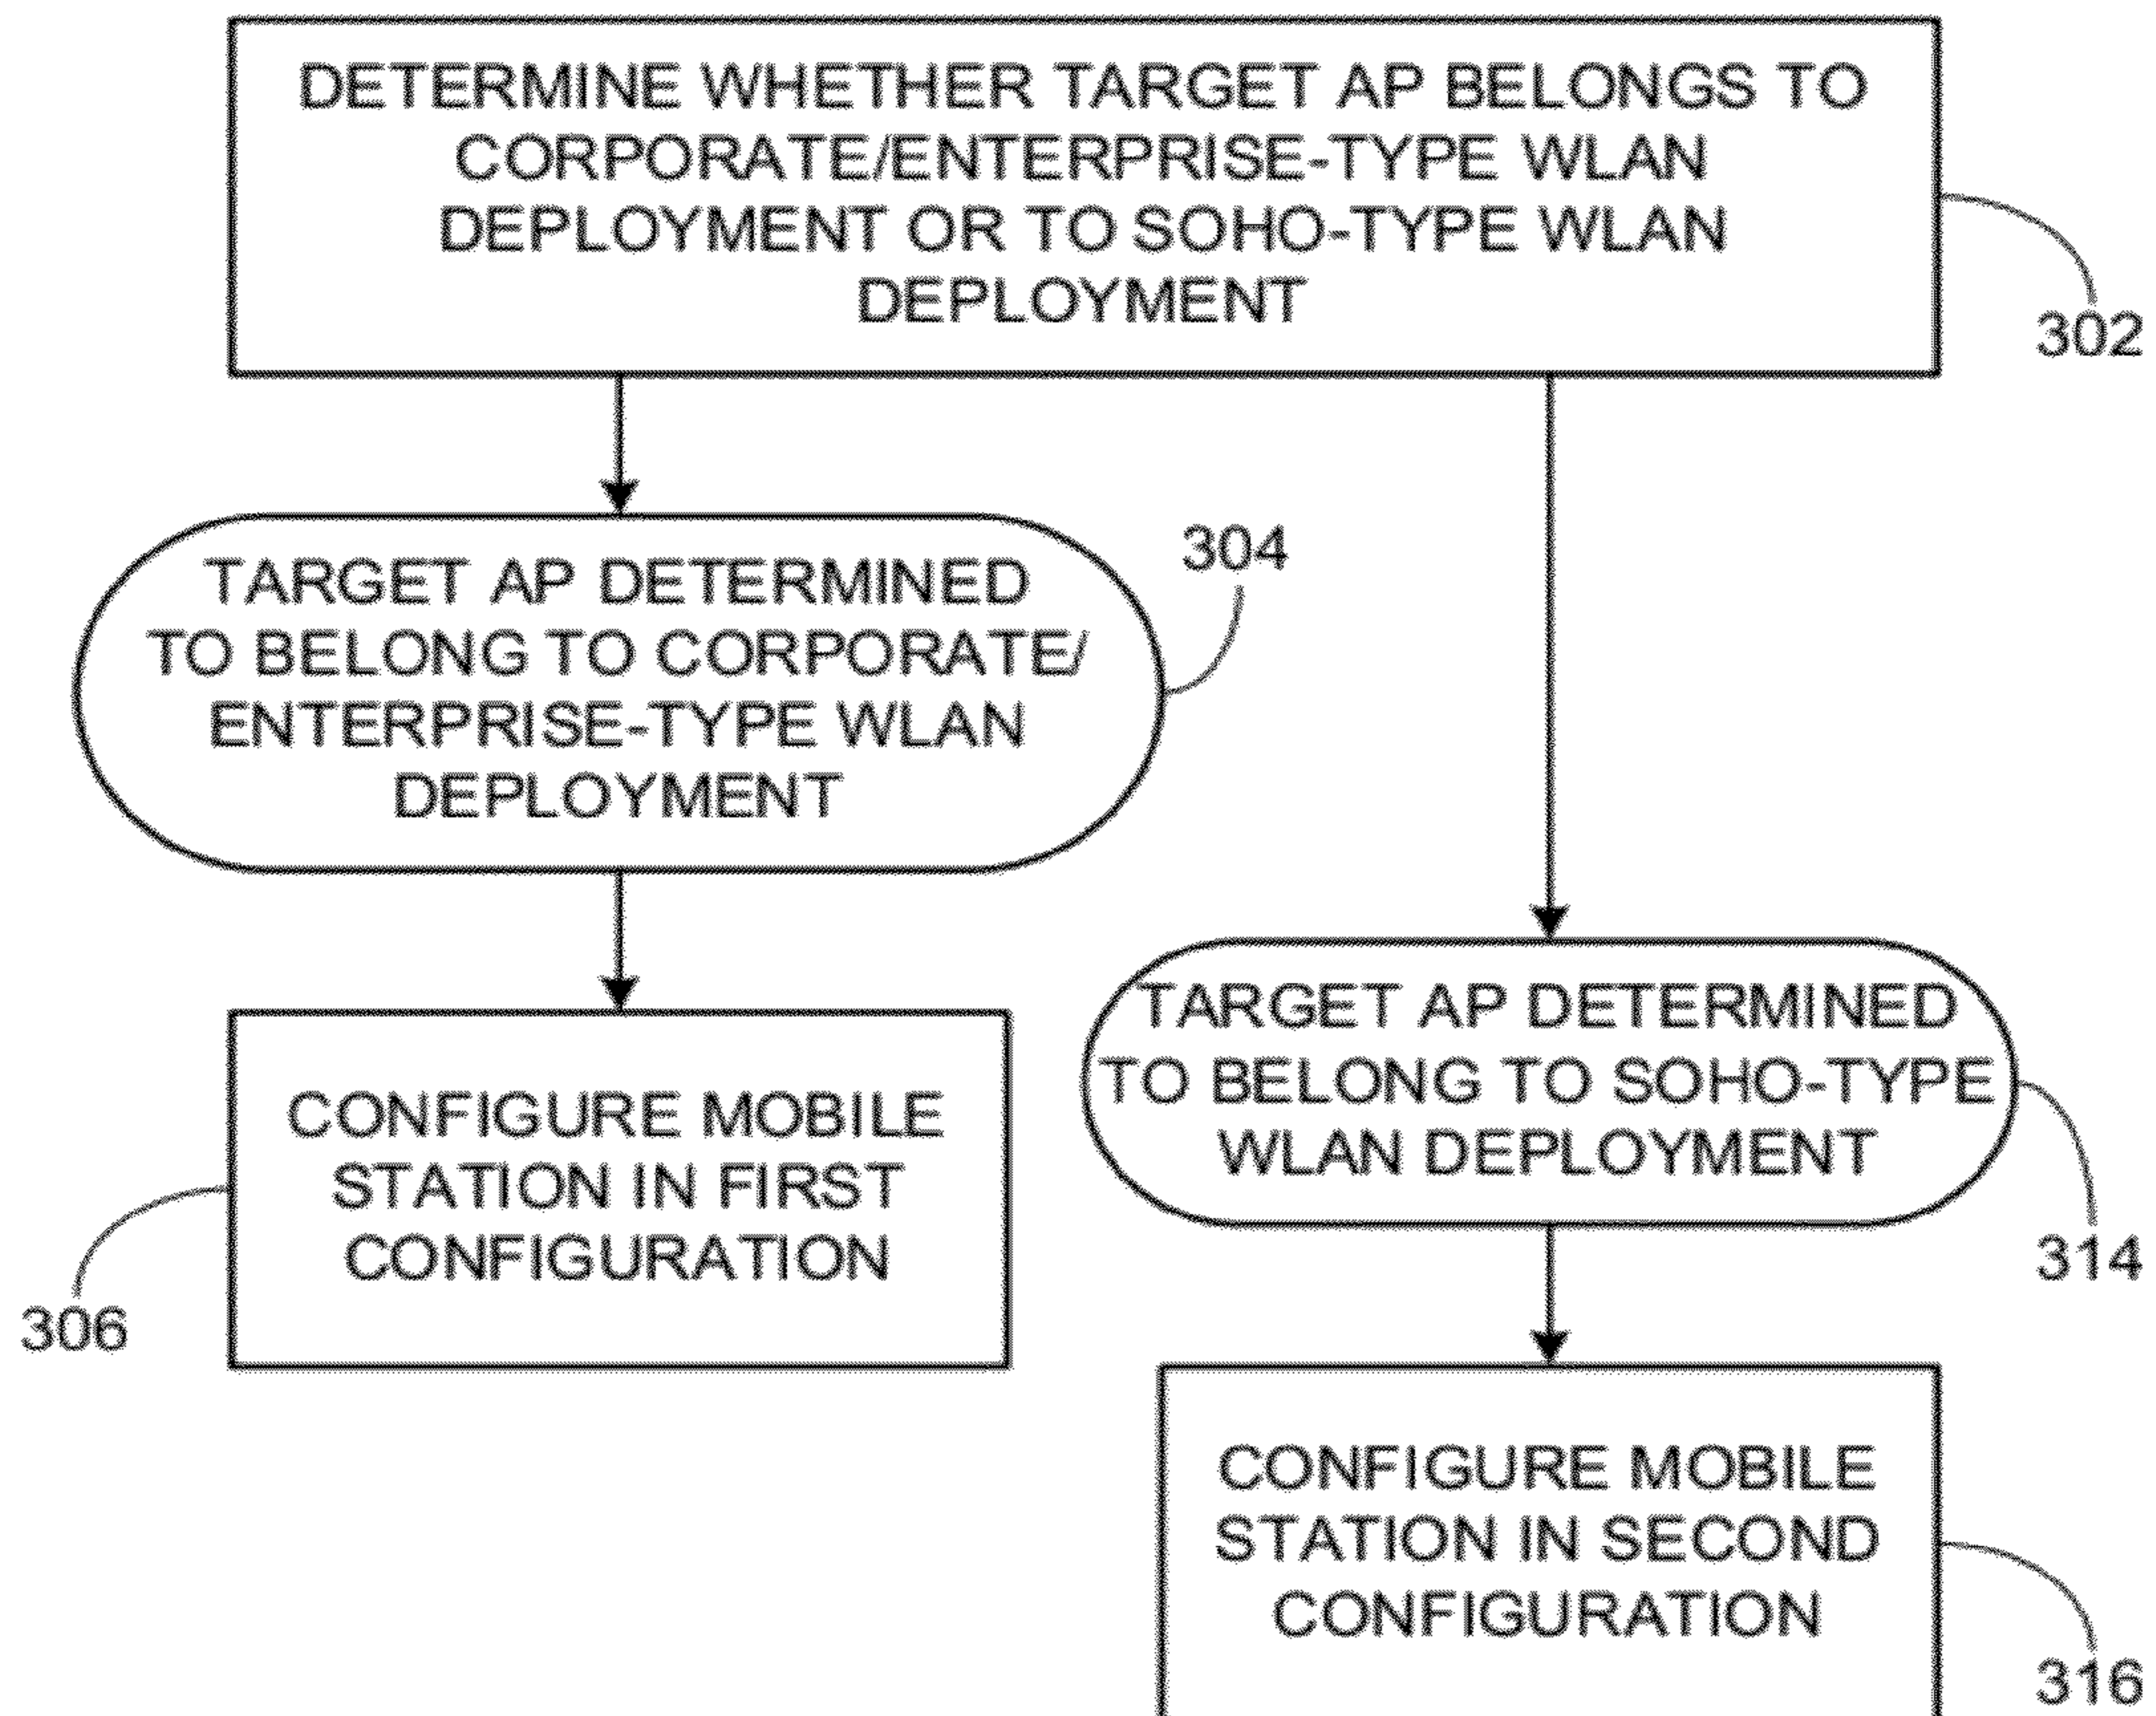 DETERMINE WHETHER TARGET AP BELONGS TO
CORPORATE/ENTERPRISE-TYPE WLAN
DEPLOYMENT OR TO SOHO-TYPE WLAN
DEPLOYMENT
302
304
TARGET AP DETERMINED
TO BELONG TO CORPORATE/
ENTERPRISE-TYPE WLAN
DEPLOYMENT
TARGET AP DETERMINED
TO BELONG TO SOHO-TYPE
WLAN DEPLOYMENT
314
CONFIGURE MOBILE
STATION IN FIRST
CONFIGURATION
306
CONFIGURE MOBILE
STATION IN SECOND
CONFIGURATION
316